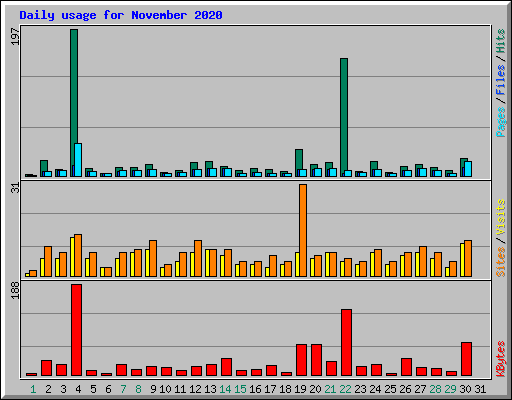 Daily usage for November 2020
197
Pages / Files / Hits
31
Sites / Visits
188
KBytes
1 2 3 4 5 6 7 8 9 10 11 12 13 14 15 16 17 18 19 20 21 22 23 24 25 26 27 28 29 30 31